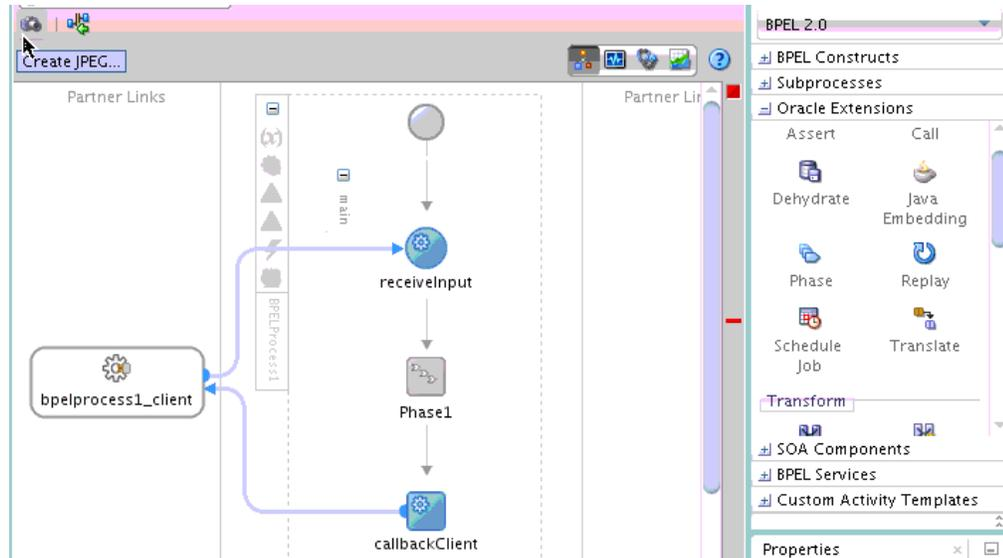 Create JPEG...
Partner Links
(x)
main
BPELProcess1
receiveInput
bpelprocess1_client
Phase1
callbackClient
Partner Lin
BPEL 2.0
BPEL Constructs
Subprocesses
Oracle Extensions
Assert
Call
Dehydrate
Java
Embedding
Phase
Replay
Schedule
Job
Translate
Transform
SOA Components
BPEL Services
Custom Activity Templates
Properties